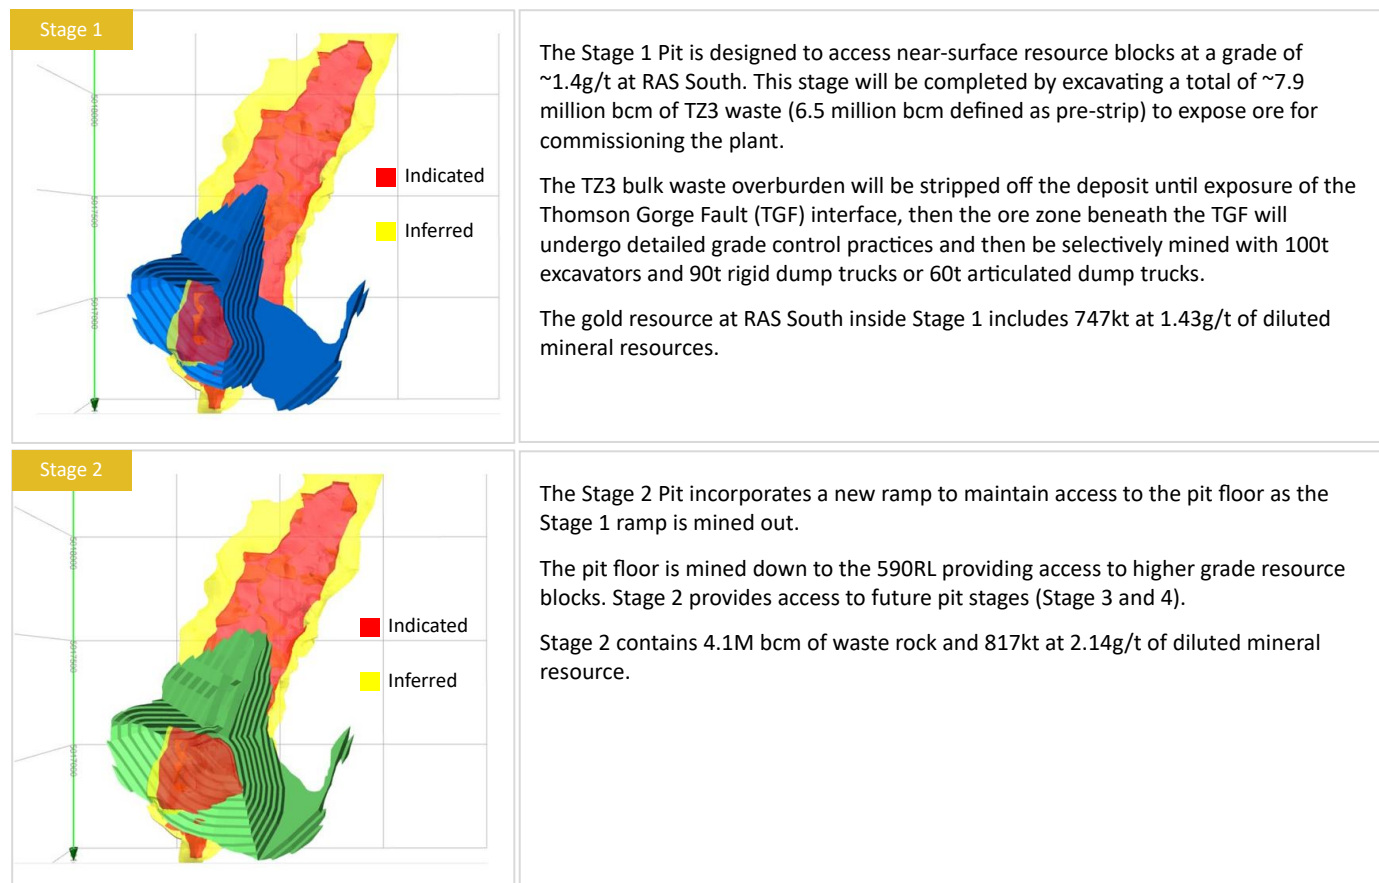 Stage 1
5018000
5017500
5017000
Indicated
Inferred
The Stage 1 Pit is designed to access near-surface resource blocks at a grade of
~1.4g/t at RAS South. This stage will be completed by excavating a total of ~7.9
million bcm of TZ3 waste (6.5 million bcm defined as pre-strip) to expose ore for
commissioning the plant.
The TZ3 bulk waste overburden will be stripped off the deposit until exposure of the
Thomson Gorge Fault (TGF) interface, then the ore zone beneath the TGF will
undergo detailed grade control practices and then be selectively mined with 100t
excavators and 90t rigid dump trucks or 60t articulated dump trucks.
The gold resource at RAS South inside Stage 1 includes 747kt at 1.43g/t of diluted
mineral resources.
Stage 2
5018000
5017500
5017000
Indicated
Inferred
The Stage 2 Pit incorporates a new ramp to maintain access to the pit floor as the
Stage 1 ramp is mined out.
The pit floor is mined down to the 590RL providing access to higher grade resource
blocks. Stage 2 provides access to future pit stages (Stage 3 and 4).
Stage 2 contains 4.1M bcm of waste rock and 817kt at 2.14g/t of diluted mineral
resource.